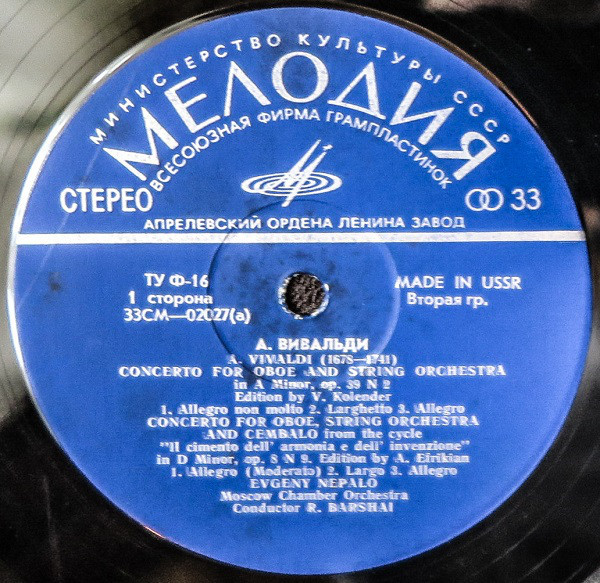 МИНИСТЕРСТВО КУЛЬТУРЫ СССР
МЕЛОДИЯ
ВСЕСОЮЗНАЯ ФИРМА ГРАМПЛАСТИНОК
СТЕРЕО
33
АПРЕЛЕВСКИЙ ОРДЕНА ЛЕНИНА ЗАВОД
ТУ Ф-16
MADE IN USSR
1 сторона
Вторая гр.
33СМ—02027(а)
А. ВИВАЛЬДИ
A. VIVALDI (1678—1741)
CONCERTO FOR OBOE AND STRING ORCHESTRA
in A Minor, op. 39 N 2
Edition by V. Kolender
1. Allegro non molto 2. Larghetto 3. Allegro
CONCERTO FOR OBOE, STRING ORCHESTRA
AND CEMBALO from the cycle
"Il cimento dell' armonia e dell' invenzione"
in D Minor, op. 8 N 9. Edition by A. Efrikian
1. Allegro (Moderato) 2. Largo 3. Allegro
EVGENY NEPALO
Moscow Chamber Orchestra
Conductor R. BARSHAI